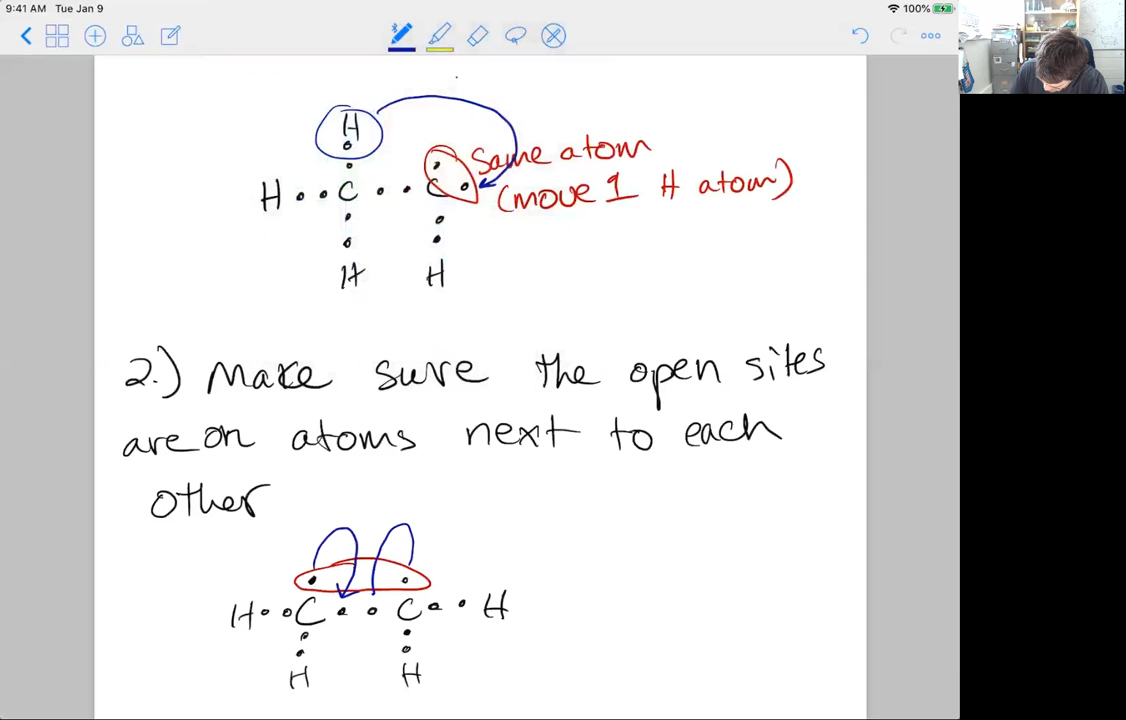 9:41 AM Tue Jan 9
100%
H
Same atom
H • • C • • C
(move 1 H atom)
H H
2.) Make sure the open sites
are on atoms next to each
other
H • • C • • C • • H
H H